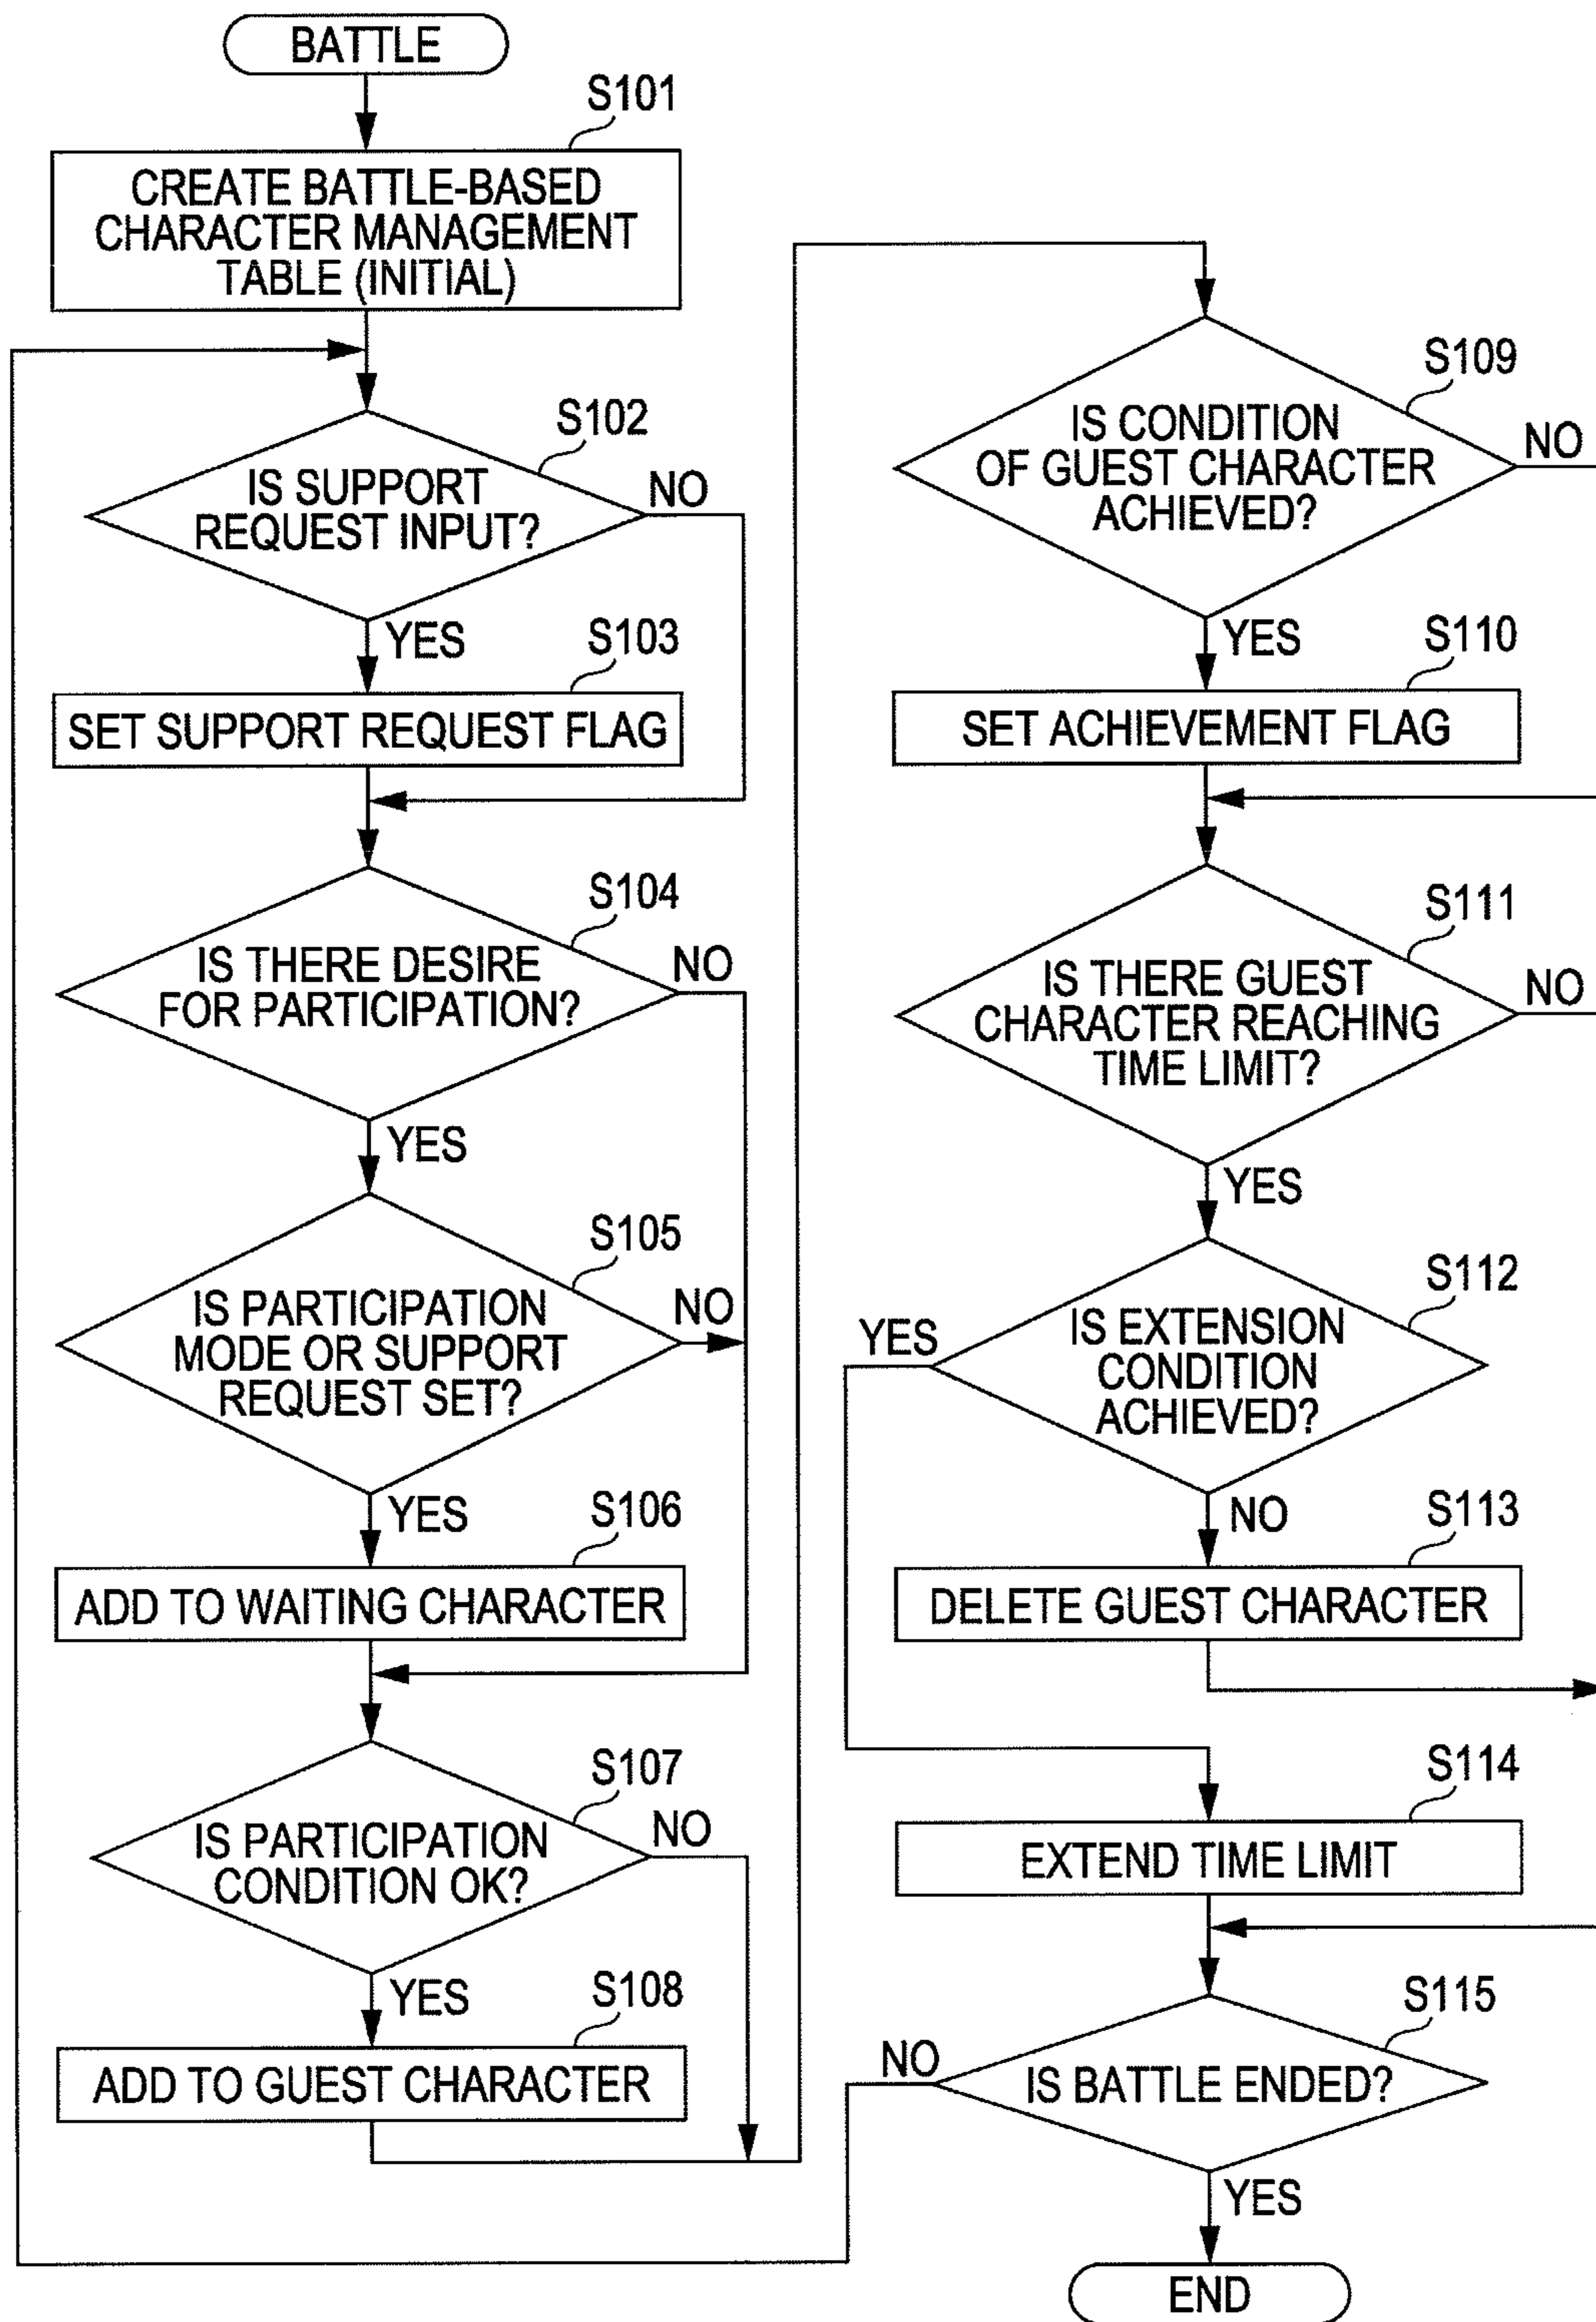 BATTLE
S101
CREATE BATTLE-BASED
CHARACTER MANAGEMENT
TABLE (INITIAL)
S102
IS SUPPORT
REQUEST INPUT?
NO
YES
S103
SET SUPPORT REQUEST FLAG
S104
IS THERE DESIRE
FOR PARTICIPATION?
NO
YES
S105
IS PARTICIPATION
MODE OR SUPPORT
REQUEST SET?
NO
YES
S106
ADD TO WAITING CHARACTER
S107
IS PARTICIPATION
CONDITION OK?
NO
YES
S108
ADD TO GUEST CHARACTER
S109
IS CONDITION
OF GUEST CHARACTER
ACHIEVED?
NO
YES
S110
SET ACHIEVEMENT FLAG
S111
IS THERE GUEST
CHARACTER REACHING
TIME LIMIT?
NO
YES
S112
IS EXTENSION
CONDITION
ACHIEVED?
YES
NO
S113
DELETE GUEST CHARACTER
S114
EXTEND TIME LIMIT
S115
IS BATTLE ENDED?
NO
YES
END